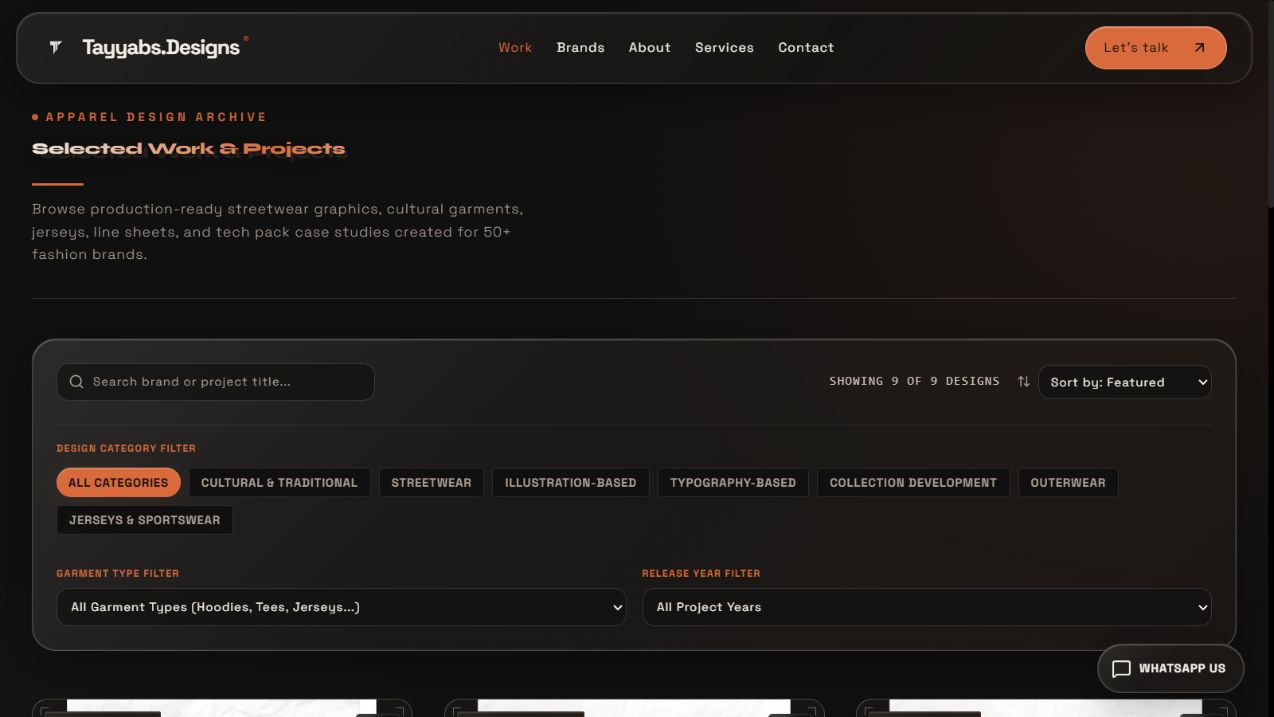 Tayyabs.Designs®
Work
Brands
About
Services
Contact
Let's talk
APPAREL DESIGN ARCHIVE
Selected Work & Projects
Browse production-ready streetwear graphics, cultural garments,
jerseys, line sheets, and tech pack case studies created for 50+
fashion brands.
Search brand or project title...
SHOWING 9 OF 9 DESIGNS
Sort by: Featured
DESIGN CATEGORY FILTER
ALL CATEGORIES
CULTURAL & TRADITIONAL
STREETWEAR
ILLUSTRATION-BASED
TYPOGRAPHY-BASED
COLLECTION DEVELOPMENT
OUTERWEAR
JERSEYS & SPORTSWEAR
GARMENT TYPE FILTER
RELEASE YEAR FILTER
All Garment Types (Hoodies, Tees, Jerseys...)
All Project Years
WHATSAPP US